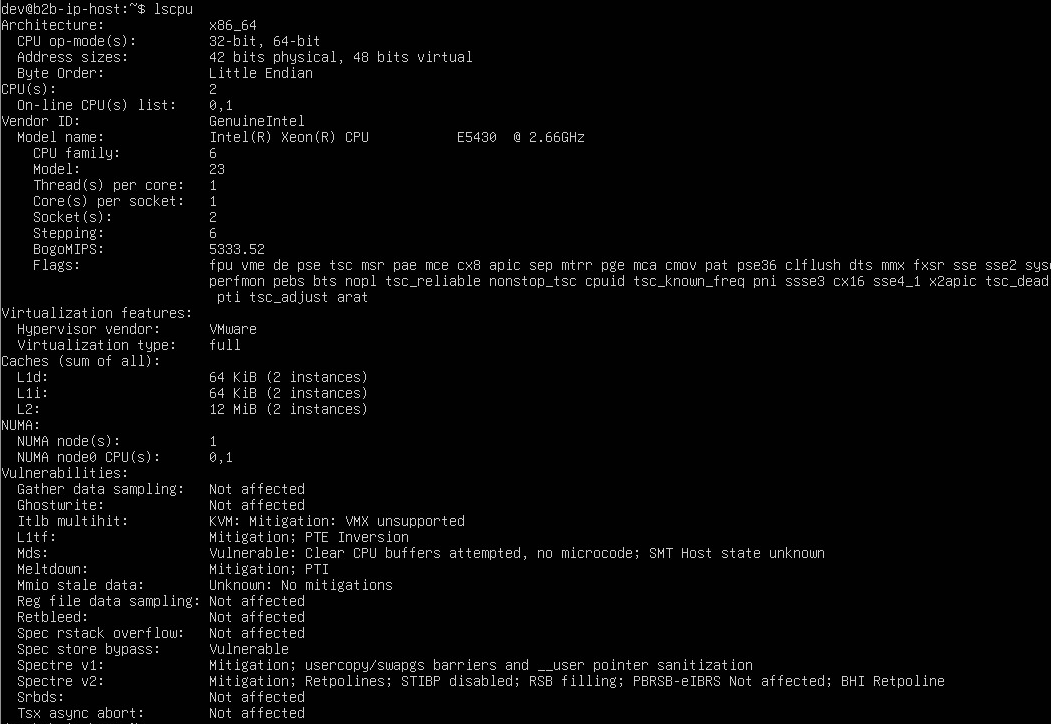 dev@b2b-ip-host:~$ lscpu
Architecture:             x86_64
  CPU op-mode(s):         32-bit, 64-bit
  Address sizes:          42 bits physical, 48 bits virtual
  Byte Order:             Little Endian
CPU(s):                   2
  On-line CPU(s) list:    0,1
Vendor ID:                GenuineIntel
  Model name:             Intel(R) Xeon(R) CPU           E5430  @ 2.66GHz
    CPU family:           6
    Model:                23
    Thread(s) per core:   1
    Core(s) per socket:   1
    Socket(s):            2
    Stepping:             6
    BogoMIPS:             5333.52
    Flags:                fpu vme de pse tsc msr pae mce cx8 apic sep mtrr pge mca cmov pat pse36 clflush dts mmx fxsr sse sse2
                          perfmon pebs bts nopl tsc_reliable nonstop_tsc cpuid tsc_known_freq pni ssse3 cx16 sse4_1 x2apic tsc_dead
                           pti tsc_adjust arat
Virtualization features:
  Hypervisor vendor:      VMware
  Virtualization type:    full
Caches (sum of all):
  L1d:                    64 KiB (2 instances)
  L1i:                    64 KiB (2 instances)
  L2:                     12 MiB (2 instances)
NUMA:
  NUMA node(s):           1
  NUMA node0 CPU(s):      0,1
Vulnerabilities:
  Gather data sampling:   Not affected
  Ghostwrite:             Not affected
  Itlb multihit:          KVM: Mitigation: VMX unsupported
  L1tf:                   Mitigation; PTE Inversion
  Mds:                    Vulnerable: Clear CPU buffers attempted, no microcode; SMT Host state unknown
  Meltdown:               Mitigation; PTI
  Mmio stale data:        Unknown: No mitigations
  Reg file data sampling: Not affected
  Retbleed:               Not affected
  Spec rstack overflow:   Not affected
  Spec store bypass:      Vulnerable
  Spectre v1:             Mitigation; usercopy/swapgs barriers and __user pointer sanitization
  Spectre v2:             Mitigation; Retpolines; STIBP disabled; RSB filling; PBRSB-eIBRS Not affected; BHI Retpoline
  Srbds:                  Not affected
  Tsx async abort:        Not affected